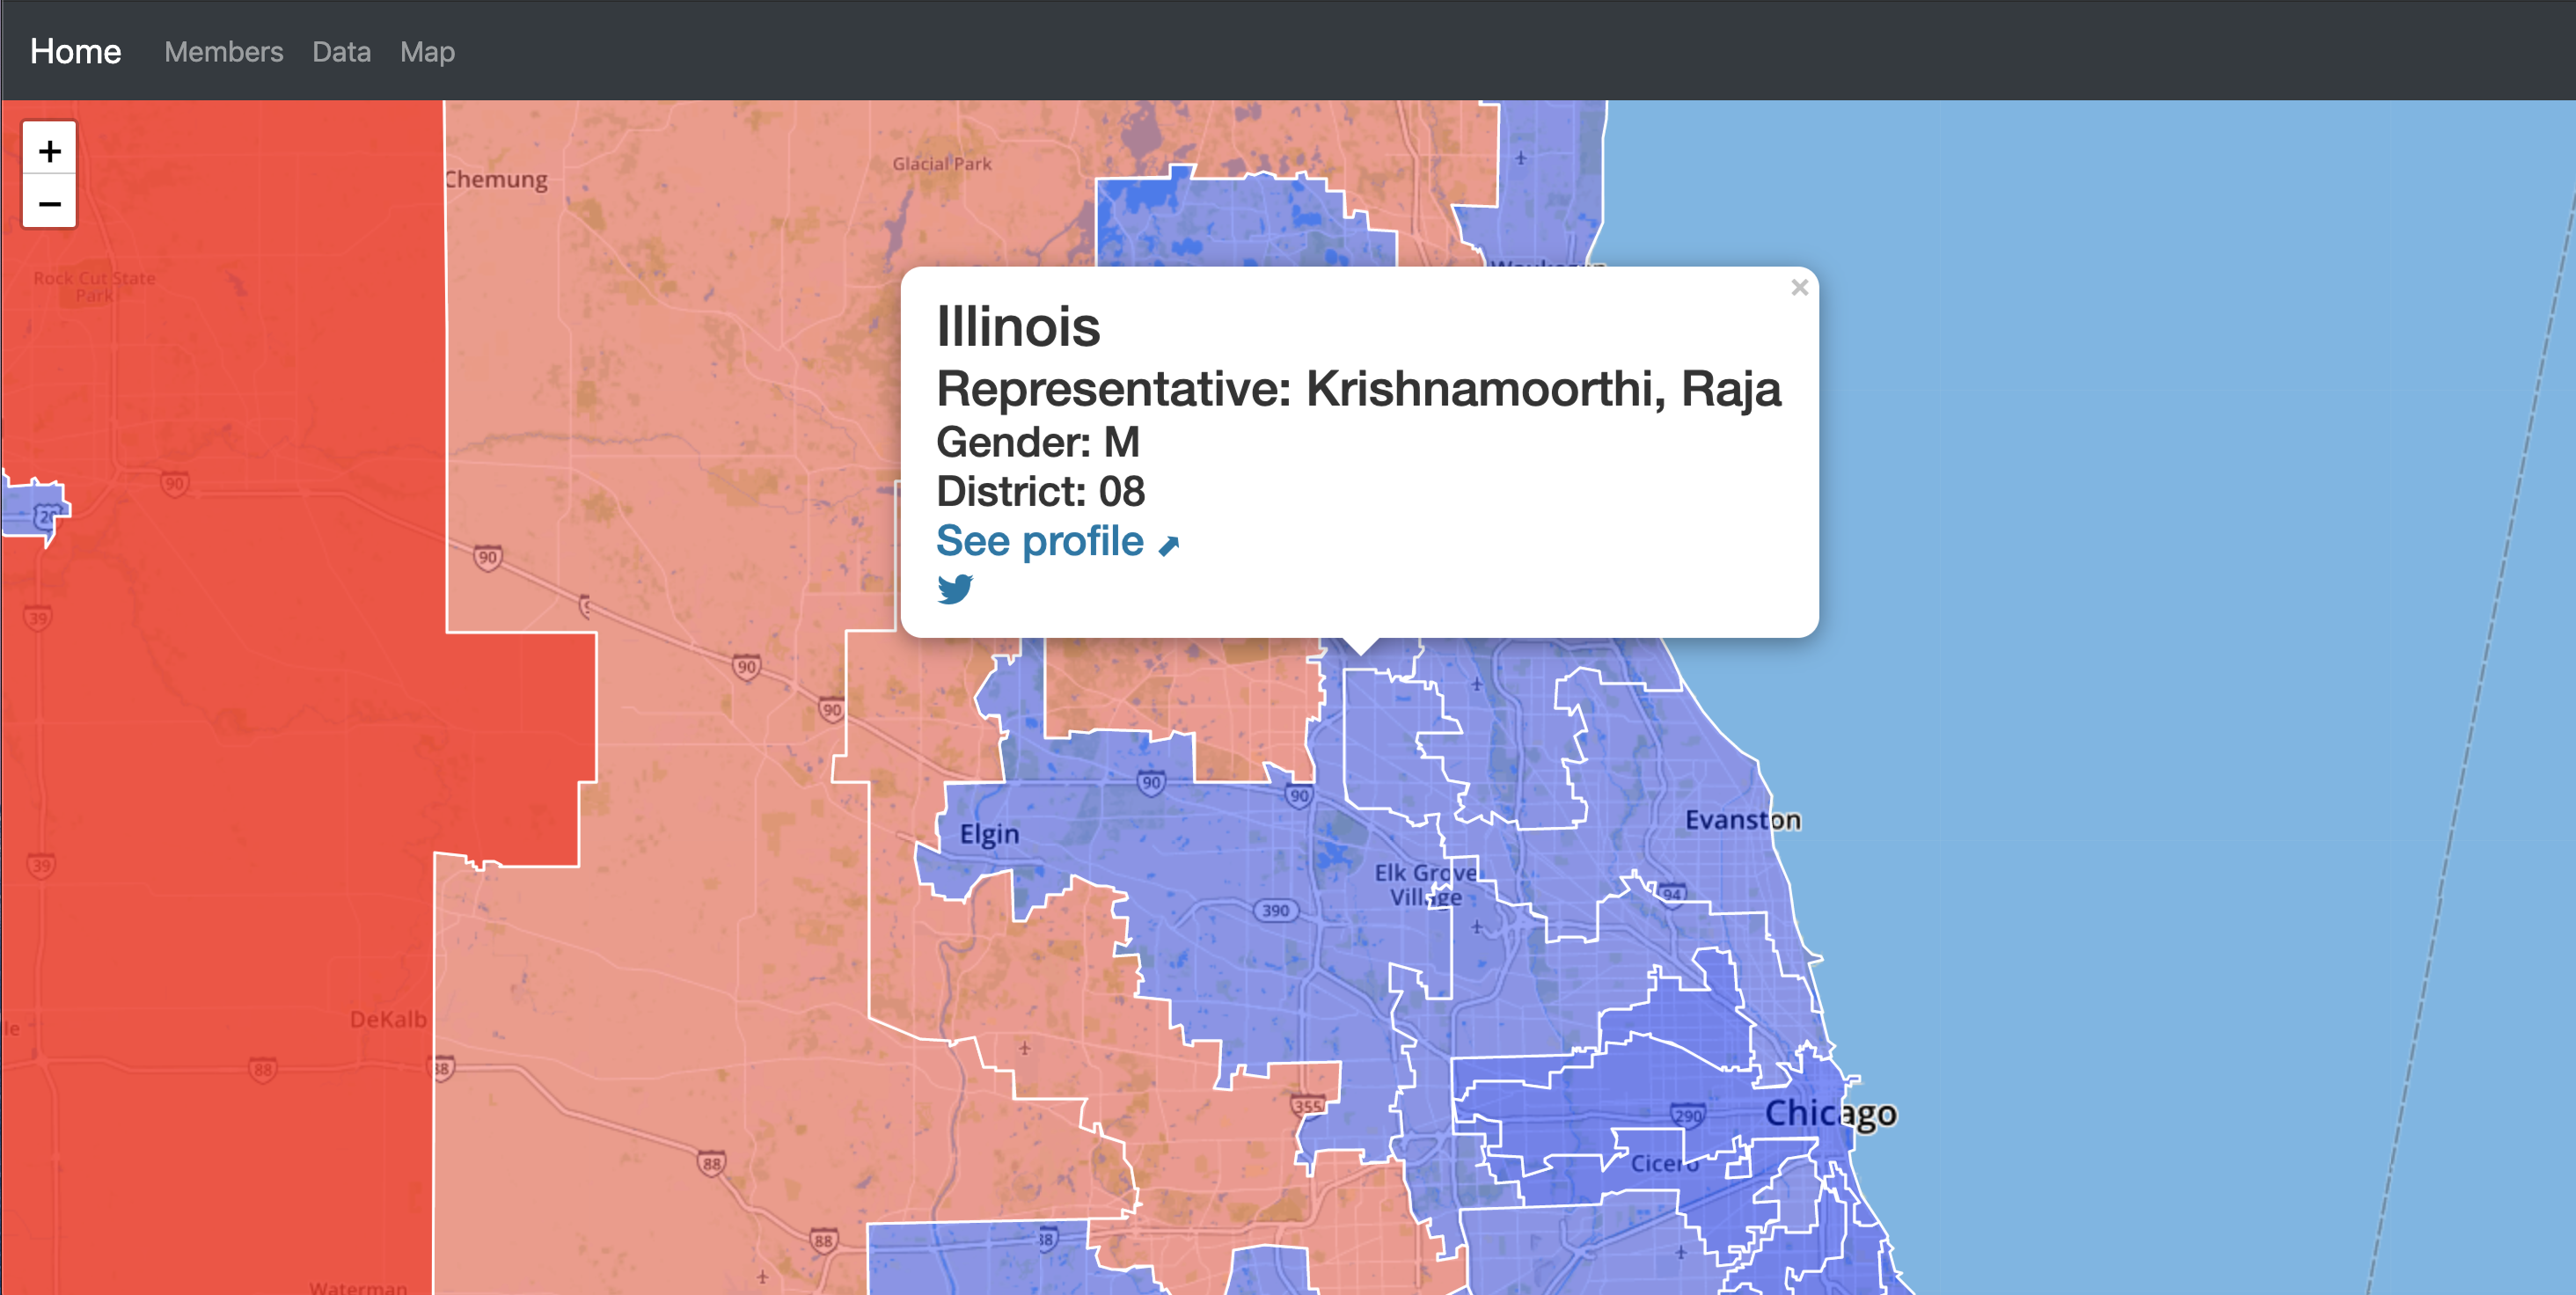 Home Members Data Map
+
−
Chemung
Glacial Park
Rock Cut State
Park
×
Illinois
Representative: Krishnamoorthi, Raja
Gender: M
District: 08
See profile
90
20
90
39
90
90
90
90
Elgin
Evanston
39
Elk Grove
Village
94
390
DeKalb
88
88
355
290
Chicago
88
Cicero
88
88
Waterman